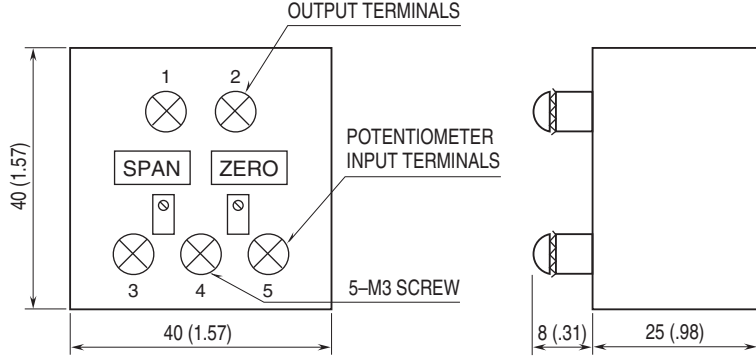 OUTPUT TERMINALS
1 2
POTENTIOMETER
INPUT TERMINALS
SPAN ZERO
40 (1.57)
3 4 5
5–M3 SCREW
40 (1.57)
8 (.31)
25 (.98)